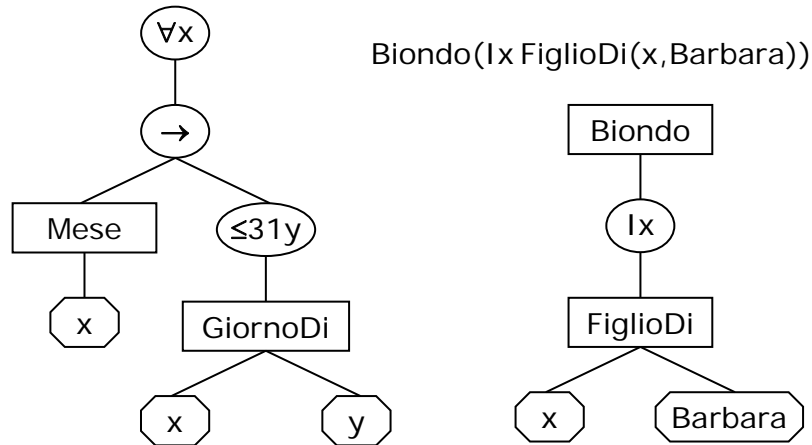 ∀x
Biondo(Ix FiglioDi(x,Barbara))
→
Biondo
Mese
≤31y
Ix
x
GiornoDi
FiglioDi
x
y
x
Barbara